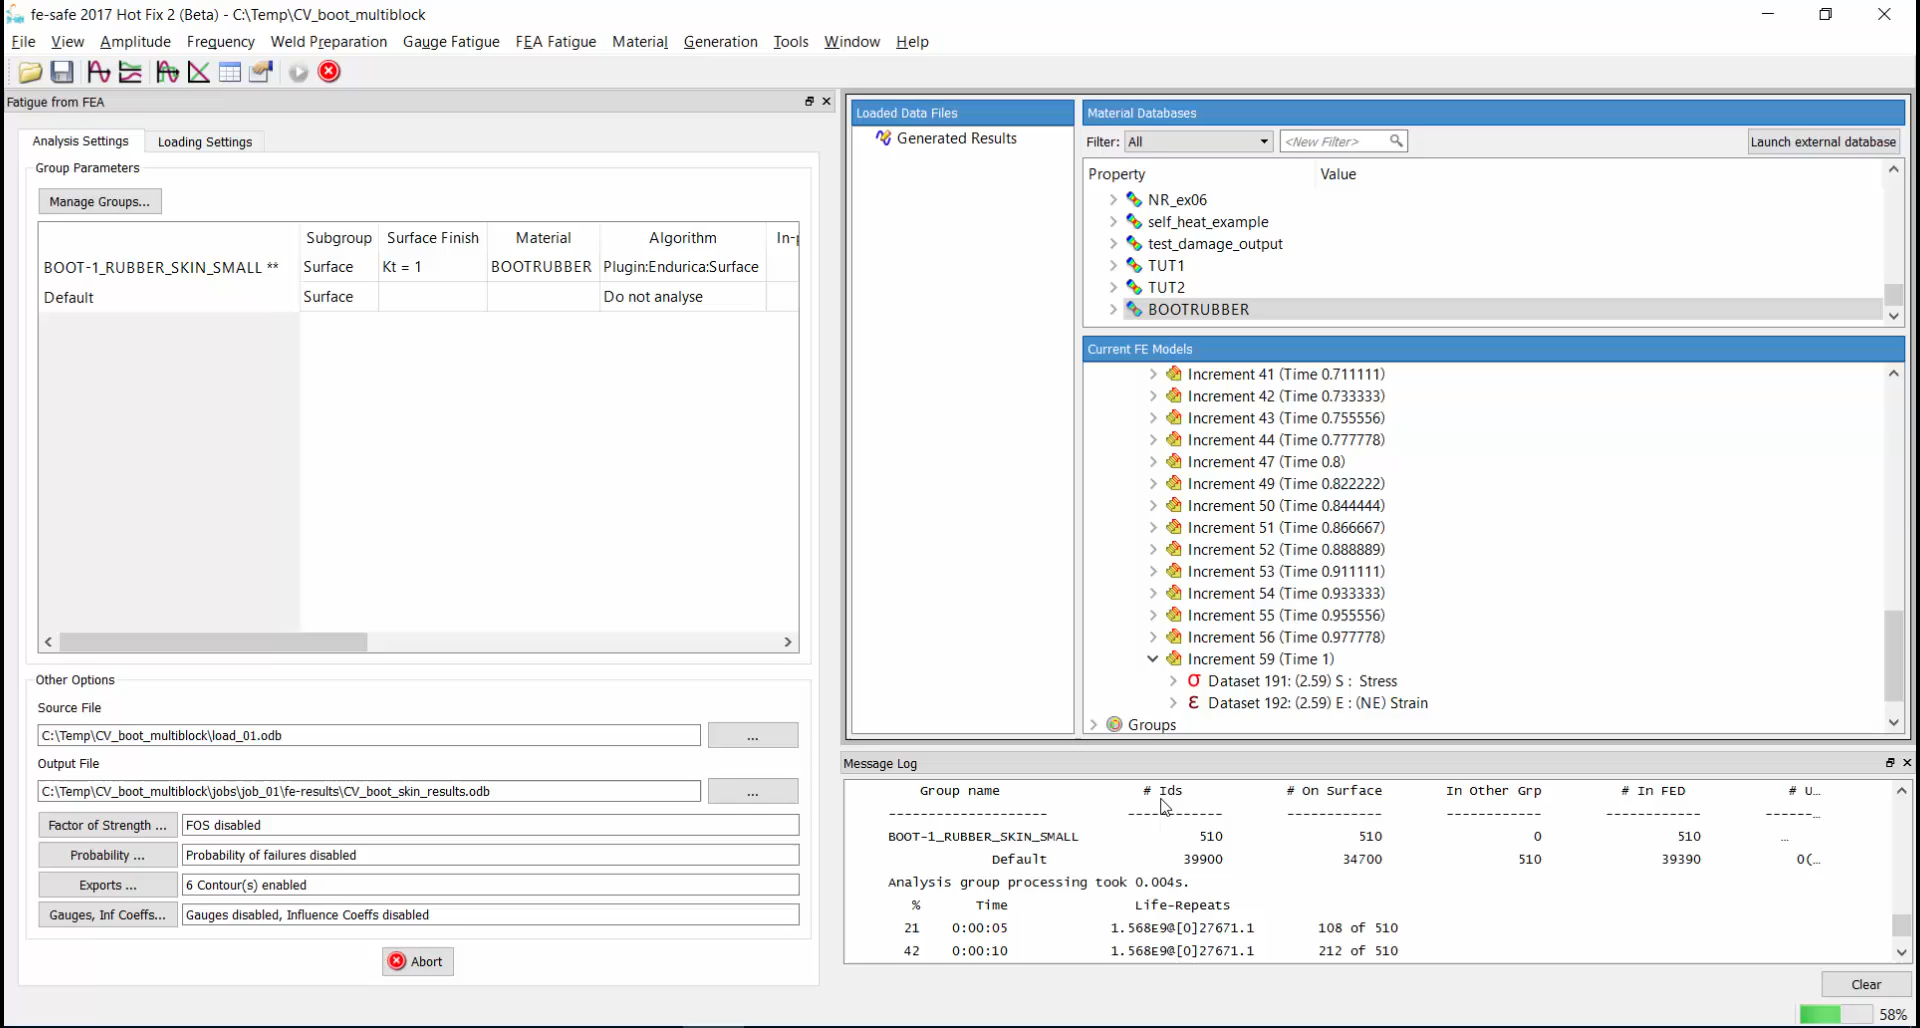 fe-safe 2017 Hot Fix 2 (Beta) - C:\Temp\CV_boot_multiblock
File View Amplitude Frequency Weld Preparation Gauge Fatigue FEA Fatigue Material Generation Tools Window Help
Fatigue from FEA
Analysis Settings Loading Settings
Group Parameters
Manage Groups...
Subgroup Surface Finish Material Algorithm In-p
BOOT-1_RUBBER_SKIN_SMALL ** Surface Kt = 1 BOOTRUBBER Plugin:Endurica:Surface
Default Surface Do not analyse
Other Options
Source File
C:\Temp\CV_boot_multiblock\load_01.odb ...
Output File
C:\Temp\CV_boot_multiblock\jobs\job_01\fe-results\CV_boot_skin_results.odb ...
Factor of Strength ... FOS disabled
Probability ... Probability of failures disabled
Exports ... 6 Contour(s) enabled
Gauges, Inf Coeffs... Gauges disabled, Influence Coeffs disabled
Abort
Loaded Data Files
Generated Results
Material Databases
Filter: All <New Filter> Launch external database
Property Value
NR_ex06
self_heat_example
test_damage_output
TUT1
TUT2
BOOTRUBBER
Current FE Models
Increment 41 (Time 0.711111)
Increment 42 (Time 0.733333)
Increment 43 (Time 0.755556)
Increment 44 (Time 0.777778)
Increment 47 (Time 0.8)
Increment 49 (Time 0.822222)
Increment 50 (Time 0.844444)
Increment 51 (Time 0.866667)
Increment 52 (Time 0.888889)
Increment 53 (Time 0.911111)
Increment 54 (Time 0.933333)
Increment 55 (Time 0.955556)
Increment 56 (Time 0.977778)
Increment 59 (Time 1)
σ Dataset 191: (2.59) S : Stress
ε Dataset 192: (2.59) E : (NE) Strain
Groups
Message Log
Group name # Ids # On Surface In Other Grp # In FED # U...
-------------------- ------------ ------------ ------------ ------------ ------...
BOOT-1_RUBBER_SKIN_SMALL 510 510 0 510 ...
Default 39900 34700 510 39390 0(...
Analysis group processing took 0.004s.
% Time Life-Repeats
21 0:00:05 1.568E9@[0]27671.1 108 of 510
42 0:00:10 1.568E9@[0]27671.1 212 of 510
Clear
58%